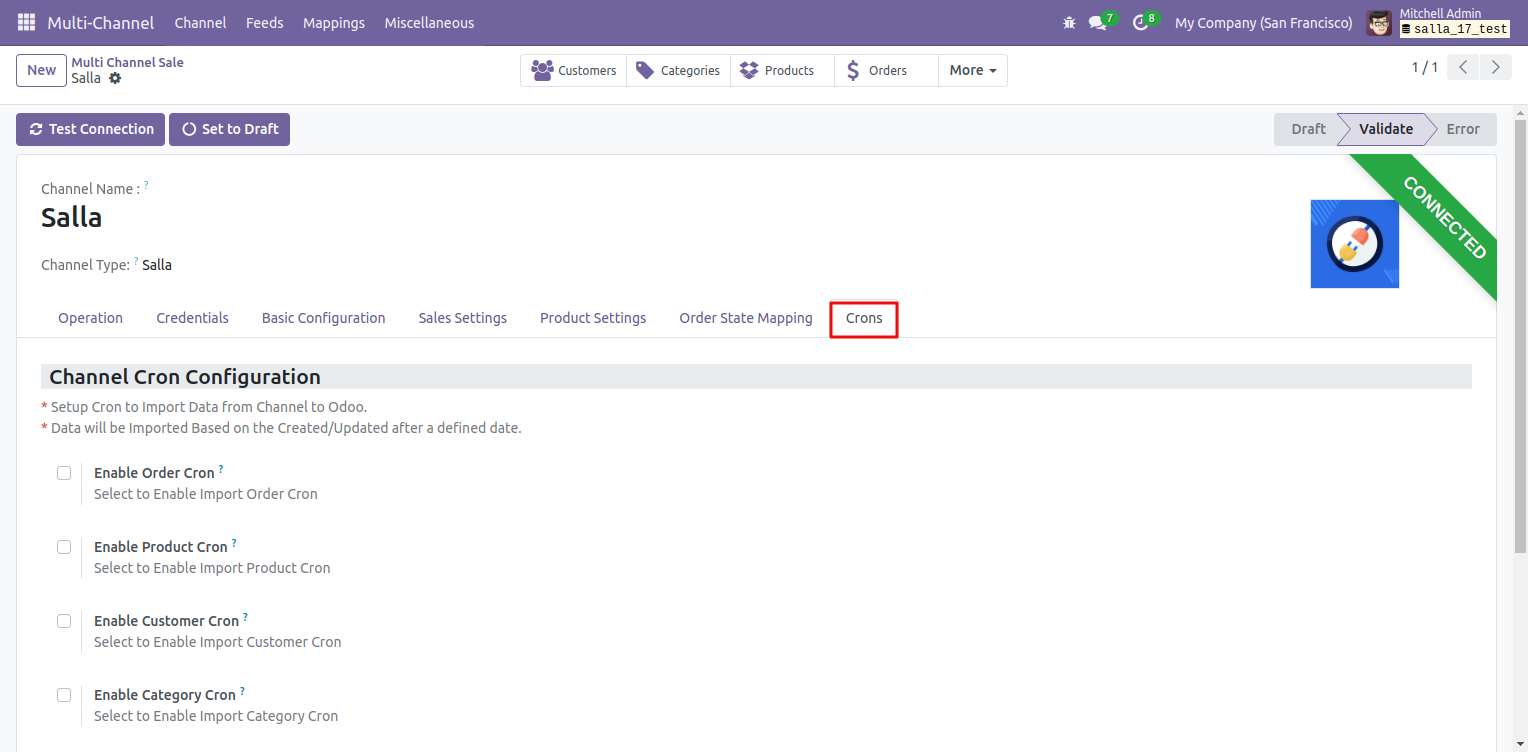 Multi-Channel Channel Feeds Mappings Miscellaneous 7 8 My Company (San Francisco) Mitchell Admin
salla_17_test
New Multi Channel Sale
Salla
Customers Categories Products Orders More 1 / 1
Test Connection Set to Draft Draft Validate Error
CONNECTED
Channel Name : ?
Salla
Channel Type: ? Salla
Operation Credentials Basic Configuration Sales Settings Product Settings Order State Mapping Crons
Channel Cron Configuration
* Setup Cron to Import Data from Channel to Odoo.
* Data will be Imported Based on the Created/Updated after a defined date.
Enable Order Cron ?
Select to Enable Import Order Cron
Enable Product Cron ?
Select to Enable Import Product Cron
Enable Customer Cron ?
Select to Enable Import Customer Cron
Enable Category Cron ?
Select to Enable Import Category Cron